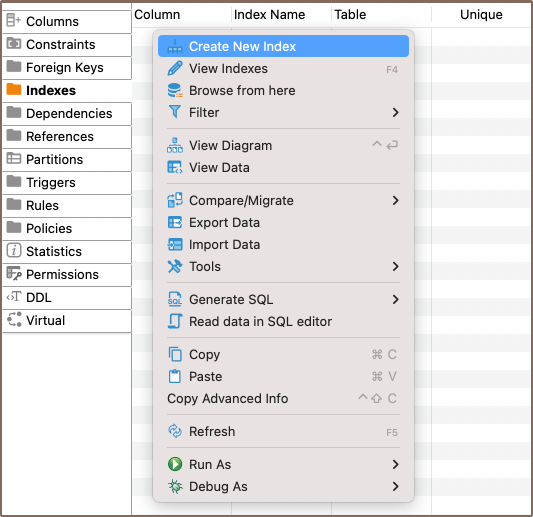 Column Index Name Table Unique
Columns
Constraints
Foreign Keys
Indexes
Dependencies
References
Partitions
Triggers
Rules
Policies
Statistics
Permissions
DDL
Virtual
Create New Index
View Indexes F4
Browse from here
Filter
View Diagram ^ ↩
View Data
Compare/Migrate
Export Data
Import Data
Tools
SQL Generate SQL
Read data in SQL editor
Copy ⌘ C
Paste ⌘ V
Copy Advanced Info ^ ⇧ C
Refresh F5
Run As
Debug As